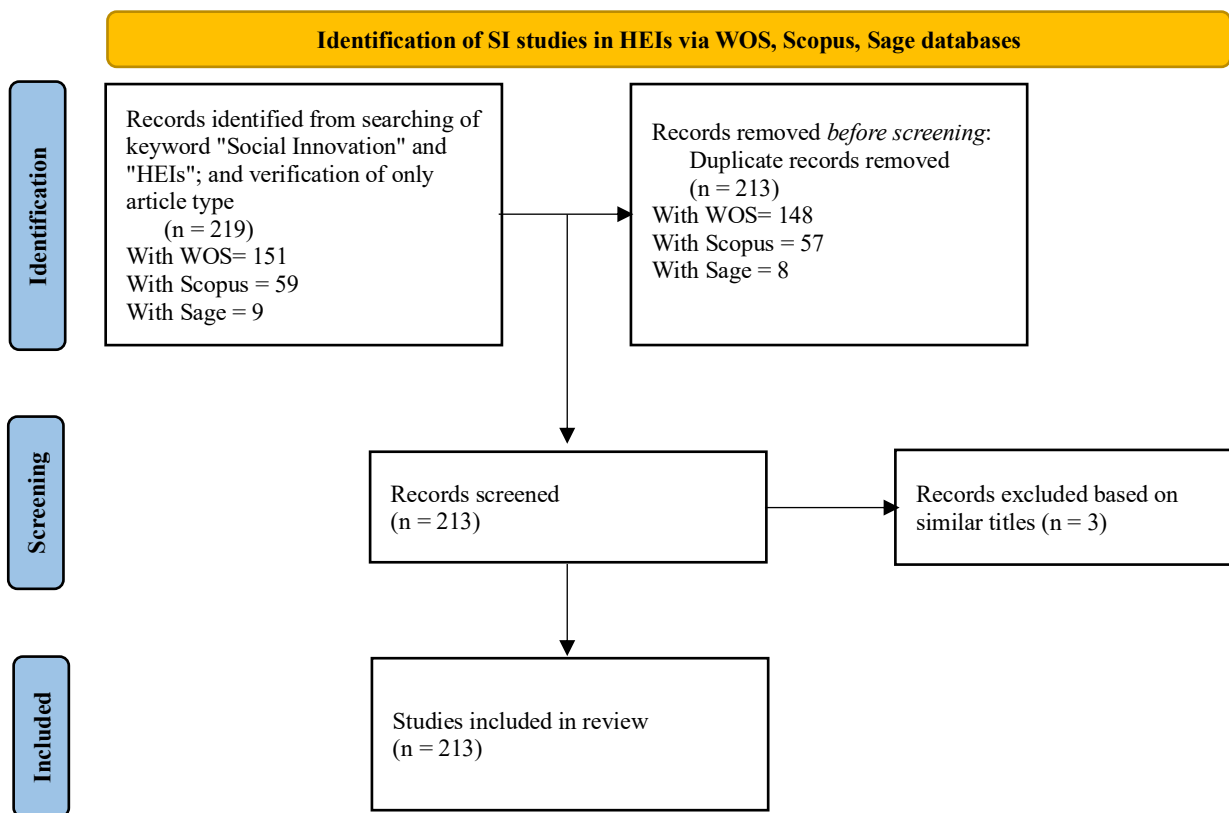 Identification of SI studies in HEIs via WOS, Scopus, Sage databases
Identification
Records identified from searching of
keyword "Social Innovation" and
"HEIs"; and verification of only
article type
(n = 219)
With WOS= 151
With Scopus = 59
With Sage = 9
Records removed before screening:
Duplicate records removed
(n = 213)
With WOS= 148
With Scopus = 57
With Sage = 8
Screening
Records screened
(n = 213)
Records excluded based on
similar titles (n = 3)
Included
Studies included in review
(n = 213)